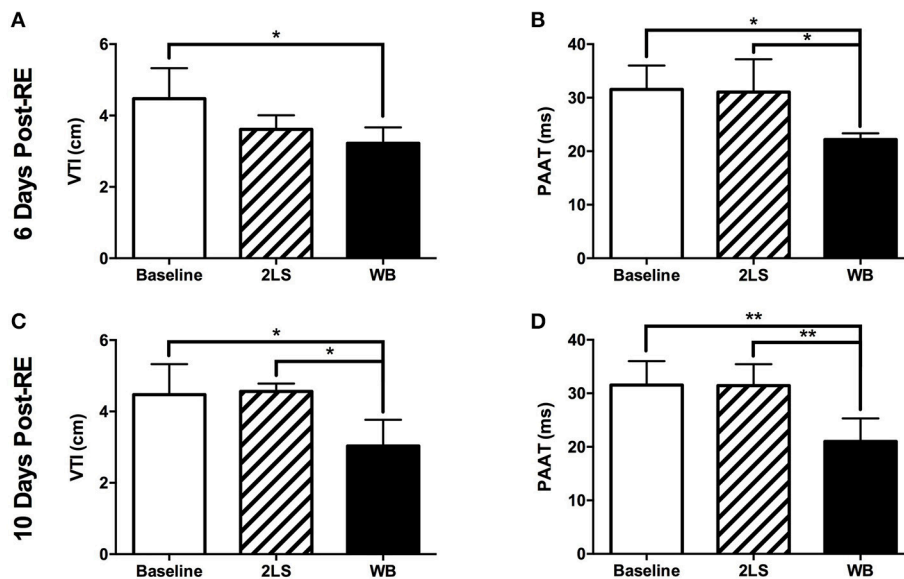 6 Days Post-RE
A
*
VTI (cm)
6
4
2
0
Baseline 2LS WB
B
*
*
PAAT (ms)
40
30
20
10
0
Baseline 2LS WB
10 Days Post-RE
C
*
*
VTI (cm)
6
4
2
0
Baseline 2LS WB
D
**
**
PAAT (ms)
40
30
20
10
0
Baseline 2LS WB